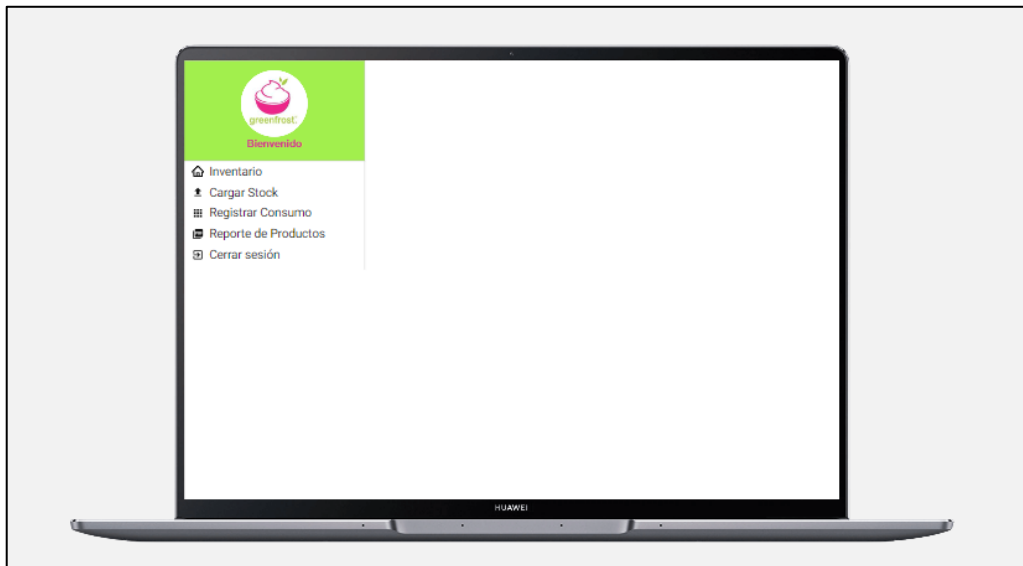 greenfrost
Bienvenido
Inventario
Cargar Stock
Registrar Consumo
Reporte de Productos
Cerrar sesión
HUAWEI